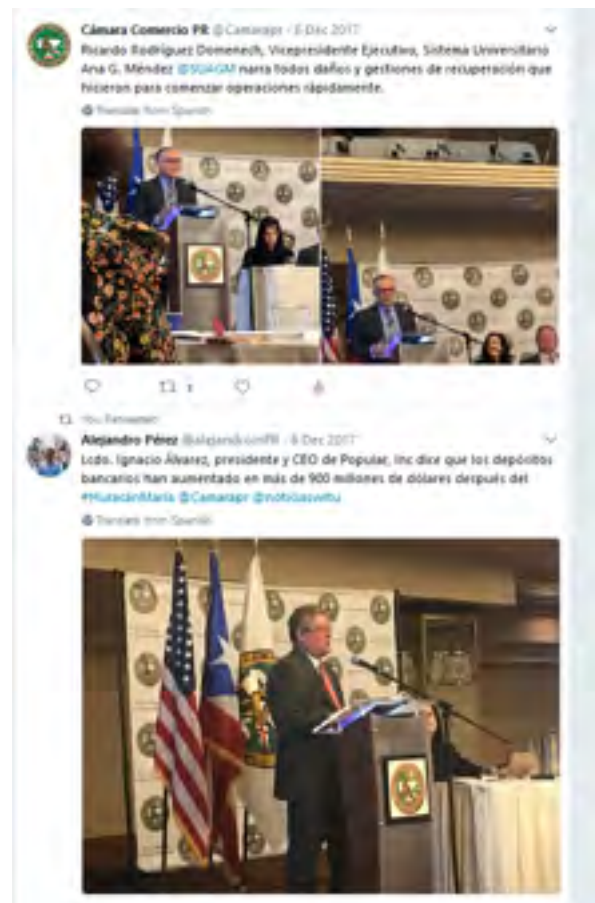 Cámara Comercio PR @Camarapr · 6 Dec 2017
Ricardo Rodríguez Domenech, Vicepresidente Ejecutivo, Sistema Universitario
Ana G. Méndez @SUAGM narra todos daños y gestiones de recuperación que
hicieron para comenzar operaciones rápidamente.
Translate from Spanish
1
You Retweeted
Alejandro Pérez · 6 Dec 2017
Lcdo. Ignacio Álvarez, presidente y CEO de Popular, Inc dice que los depósitos
bancarios han aumentado en más de 900 millones de dólares después del
#HuracánMaría @Camarapr @noticiaswtu
Translate from Spanish